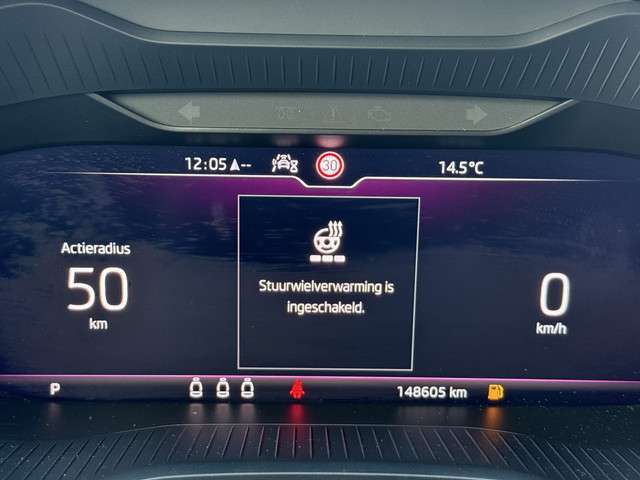 12:05 -- 30 14.5°C
Actieradius
50
km
Stuurwielverwarming is
ingeschakeld.
0
km/h
P 148605 km